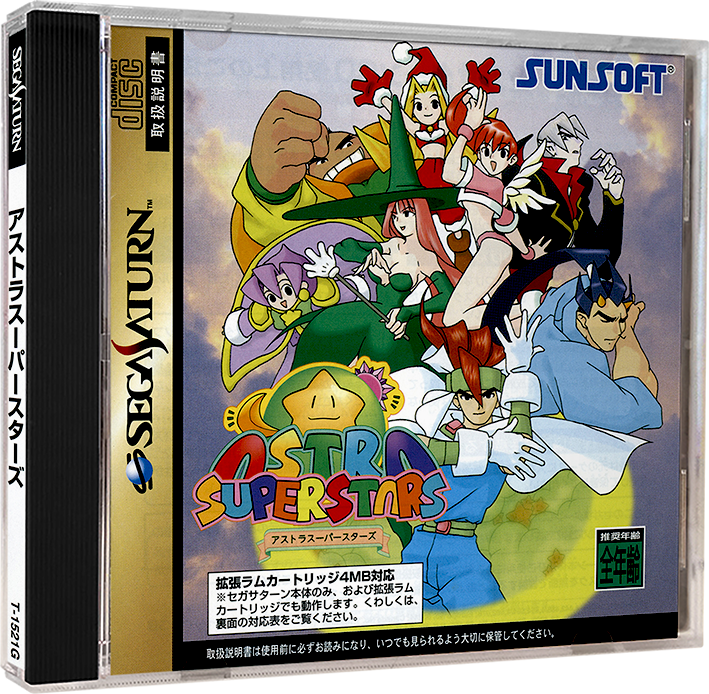 SEGA SATURN
アストラスーパースターズ
T-1521G
COMPACT
disc
取扱説明書
SEGA SATURN™
SUNSOFT®
ASTRA
SUPERSTARS
アストラスーパースターズ
拡張ラムカートリッジ4MB対応
※セガサターン本体のみ、および拡張ラム
カートリッジでも動作します。くわしくは、
裏面の対応表をご覧ください。
推奨年齢
全年齢
取扱説明書は使用前に必ずお読みになり、いつでも見られるよう大切に保管してください。